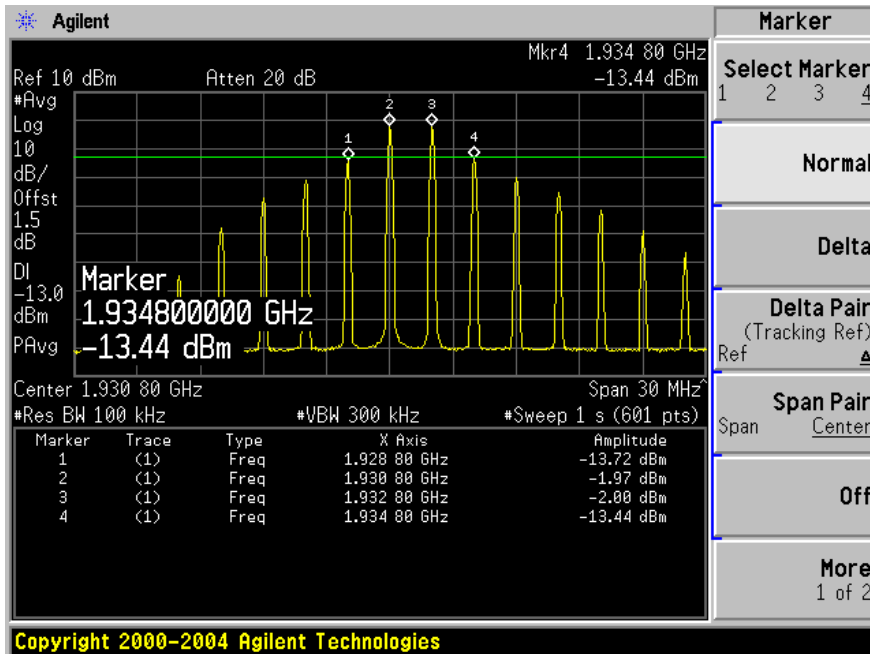 Agilent
Marker
Mkr4 1.934 80 GHz
Ref 10 dBm Atten 20 dB -13.44 dBm
#Avg
Log
10
dB/
Offst
1.5
dB
DI
-13.0
dBm
PAvg
1 2 3 4
Marker
1.934800000 GHz
-13.44 dBm
Center 1.930 80 GHz Span 30 MHz^
#Res BW 100 kHz #VBW 300 kHz #Sweep 1 s (601 pts)
Marker Trace Type X Axis Amplitude
1 (1) Freq 1.928 80 GHz -13.72 dBm
2 (1) Freq 1.930 80 GHz -1.97 dBm
3 (1) Freq 1.932 80 GHz -2.00 dBm
4 (1) Freq 1.934 80 GHz -13.44 dBm
Select Marker
1 2 3 4
Normal
Delta
Delta Pair
(Tracking Ref)
Ref Δ
Span Pair
Span Center
Off
More
1 of 2
Copyright 2000-2004 Agilent Technologies